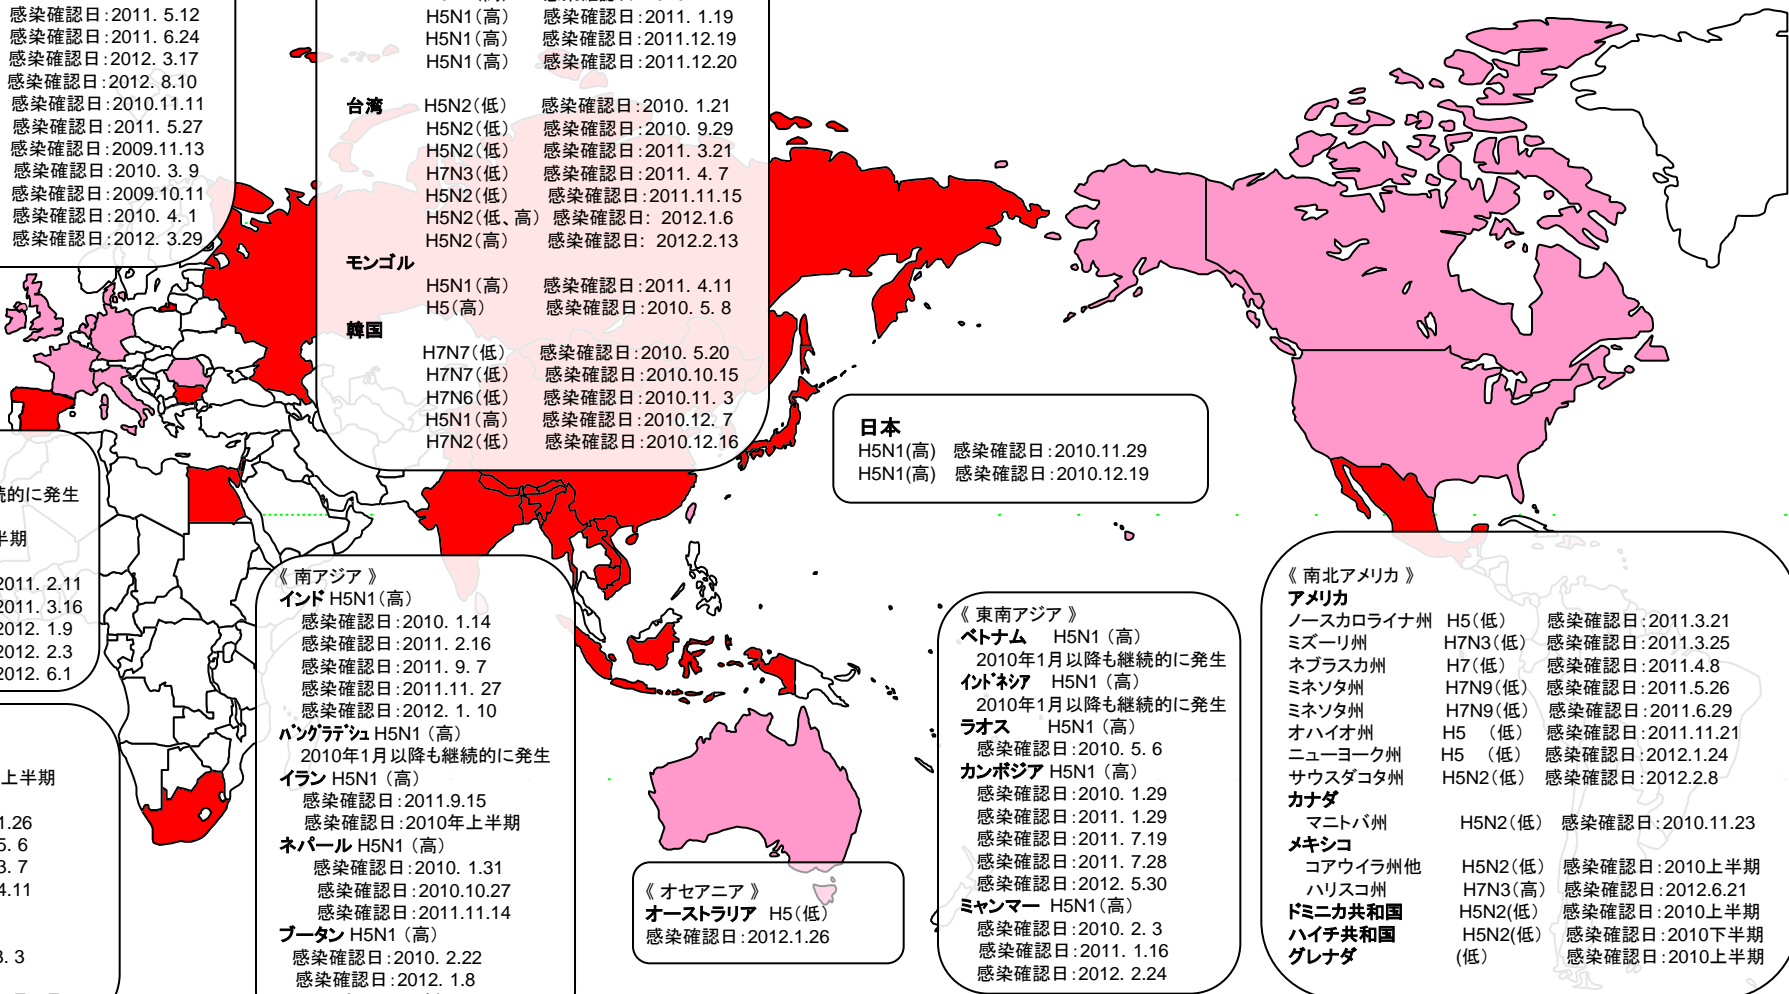 感染確認日:2011. 5.12
感染確認日:2011. 6.24
感染確認日:2012. 3.17
感染確認日:2012. 8.10
感染確認日:2010.11.11
感染確認日:2011. 5.27
感染確認日:2009.11.13
感染確認日:2010. 3. 9
感染確認日:2009.10.11
感染確認日:2010. 4. 1
感染確認日:2012. 3.29
H5N1(高) 感染確認日:2011. 1.19
H5N1(高) 感染確認日:2011.12.19
H5N1(高) 感染確認日:2011.12.20
台湾 H5N2(低) 感染確認日:2010. 1.21
H5N2(低) 感染確認日:2010. 9.29
H5N2(低) 感染確認日:2011. 3.21
H7N3(低) 感染確認日:2011. 4. 7
H5N2(低) 感染確認日:2011.11.15
H5N2(低、高) 感染確認日: 2012.1.6
H5N2(高) 感染確認日: 2012.2.13
モンゴル
H5N1(高) 感染確認日:2011. 4.11
H5(高) 感染確認日:2010. 5. 8
韓国
H7N7(低) 感染確認日:2010. 5.20
H7N7(低) 感染確認日:2010.10.15
H7N6(低) 感染確認日:2010.11. 3
H5N1(高) 感染確認日:2010.12. 7
H7N2(低) 感染確認日:2010.12.16
日本
H5N1(高) 感染確認日:2010.11.29
H5N1(高) 感染確認日:2010.12.19
的に発生
半期
2011. 2.11
2011. 3.16
2012. 1.9
2012. 2.3
2012. 6.1
上半期
1.26
5. 6
3. 7
4.11
3. 3
《 南アジア 》
インド H5N1(高)
感染確認日:2010. 1.14
感染確認日:2011. 2.16
感染確認日:2011. 9. 7
感染確認日:2011.11. 27
感染確認日:2012. 1. 10
バングラデシュ H5N1 (高)
2010年1月以降も継続的に発生
イラン H5N1 (高)
感染確認日:2011.9.15
感染確認日:2010年上半期
ネパール H5N1 (高)
感染確認日:2010. 1.31
感染確認日:2010.10.27
感染確認日:2011.11.14
ブータン H5N1 (高)
感染確認日:2010. 2.22
感染確認日:2012. 1.8
《 オセアニア 》
オーストラリア H5(低)
感染確認日:2012.1.26
《 東南アジア 》
ベトナム H5N1 (高)
2010年1月以降も継続的に発生
インドネシア H5N1 (高)
2010年1月以降も継続的に発生
ラオス H5N1 (高)
感染確認日:2010. 5. 6
カンボジア H5N1 (高)
感染確認日:2010. 1.29
感染確認日:2011. 1.29
感染確認日:2011. 7.19
感染確認日:2011. 7.28
感染確認日:2012. 5.30
ミャンマー H5N1(高)
感染確認日:2010. 2. 3
感染確認日:2011. 1.16
感染確認日:2012. 2.24
《 南北アメリカ 》
アメリカ
ノースカロライナ州 H5(低) 感染確認日:2011.3.21
ミズーリ州 H7N3(低) 感染確認日:2011.3.25
ネブラスカ州 H7(低) 感染確認日:2011.4.8
ミネソタ州 H7N9(低) 感染確認日:2011.5.26
ミネソタ州 H7N9(低) 感染確認日:2011.6.29
オハイオ州 H5 (低) 感染確認日:2011.11.21
ニューヨーク州 H5 (低) 感染確認日:2012.1.24
サウスダコタ州 H5N2(低) 感染確認日:2012.2.8
カナダ
マニトバ州 H5N2(低) 感染確認日:2010.11.23
メキシコ
コアウイラ州他 H5N2(低) 感染確認日:2010上半期
ハリスコ州 H7N3(高) 感染確認日:2012.6.21
ドミニカ共和国 H5N2(低) 感染確認日:2010上半期
ハイチ共和国 H5N2(低) 感染確認日:2010下半期
グレナダ (低) 感染確認日:2010上半期